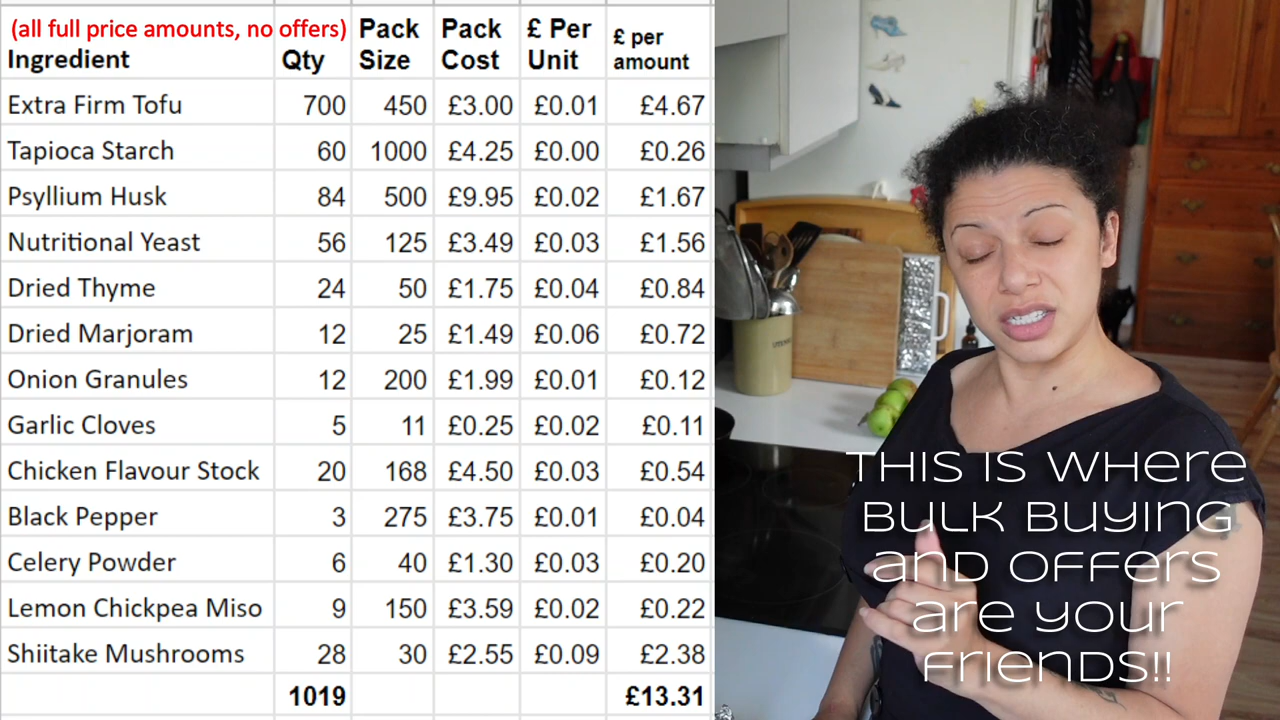 (all full price amounts, no offers)
Ingredient Qty Pack Size Pack Cost £ Per Unit £ per amount
Extra Firm Tofu 700 450 £3.00 £0.01 £4.67
Tapioca Starch 60 1000 £4.25 £0.00 £0.26
Psyllium Husk 84 500 £9.95 £0.02 £1.67
Nutritional Yeast 56 125 £3.49 £0.03 £1.56
Dried Thyme 24 50 £1.75 £0.04 £0.84
Dried Marjoram 12 25 £1.49 £0.06 £0.72
Onion Granules 12 200 £1.99 £0.01 £0.12
Garlic Cloves 5 11 £0.25 £0.02 £0.11
Chicken Flavour Stock 20 168 £4.50 £0.03 £0.54
Black Pepper 3 275 £3.75 £0.01 £0.04
Celery Powder 6 40 £1.30 £0.03 £0.20
Lemon Chickpea Miso 9 150 £3.59 £0.02 £0.22
Shiitake Mushrooms 28 30 £2.55 £0.09 £2.38
1019 £13.31
THIS IS WHERE
BULK BUYING
AND OFFERS
ARE YOUR
FRIENDS!!